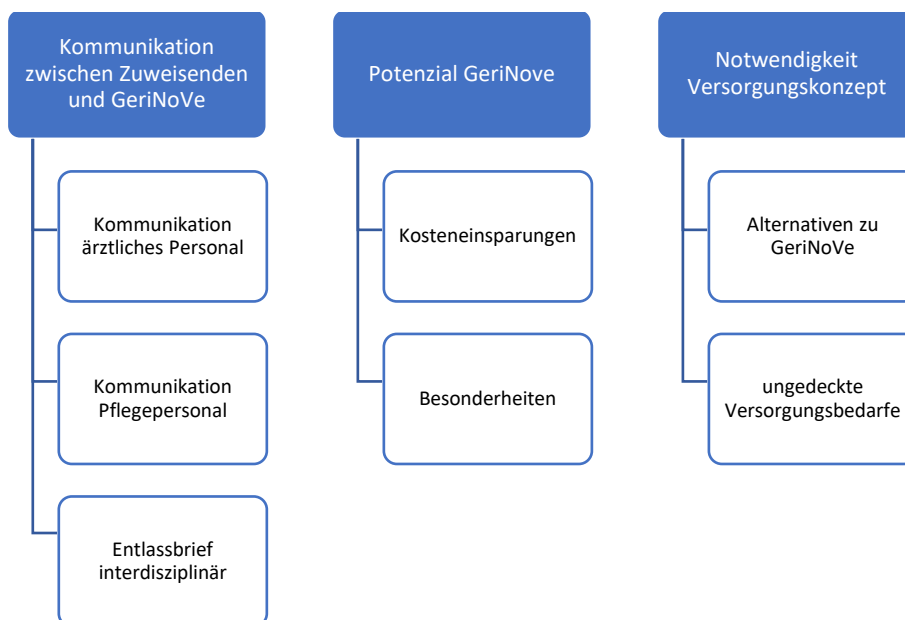 Kommunikation
zwischen Zuweisenden
und GeriNoVe
Kommunikation
ärztliches Personal
Kommunikation
Pflegepersonal
Entlassbrief
interdisziplinär
Potenzial GeriNove
Kosteneinsparungen
Besonderheiten
Notwendigkeit
Versorgungskonzept
Alternativen zu
GeriNoVe
ungedeckte
Versorgungsbedarfe